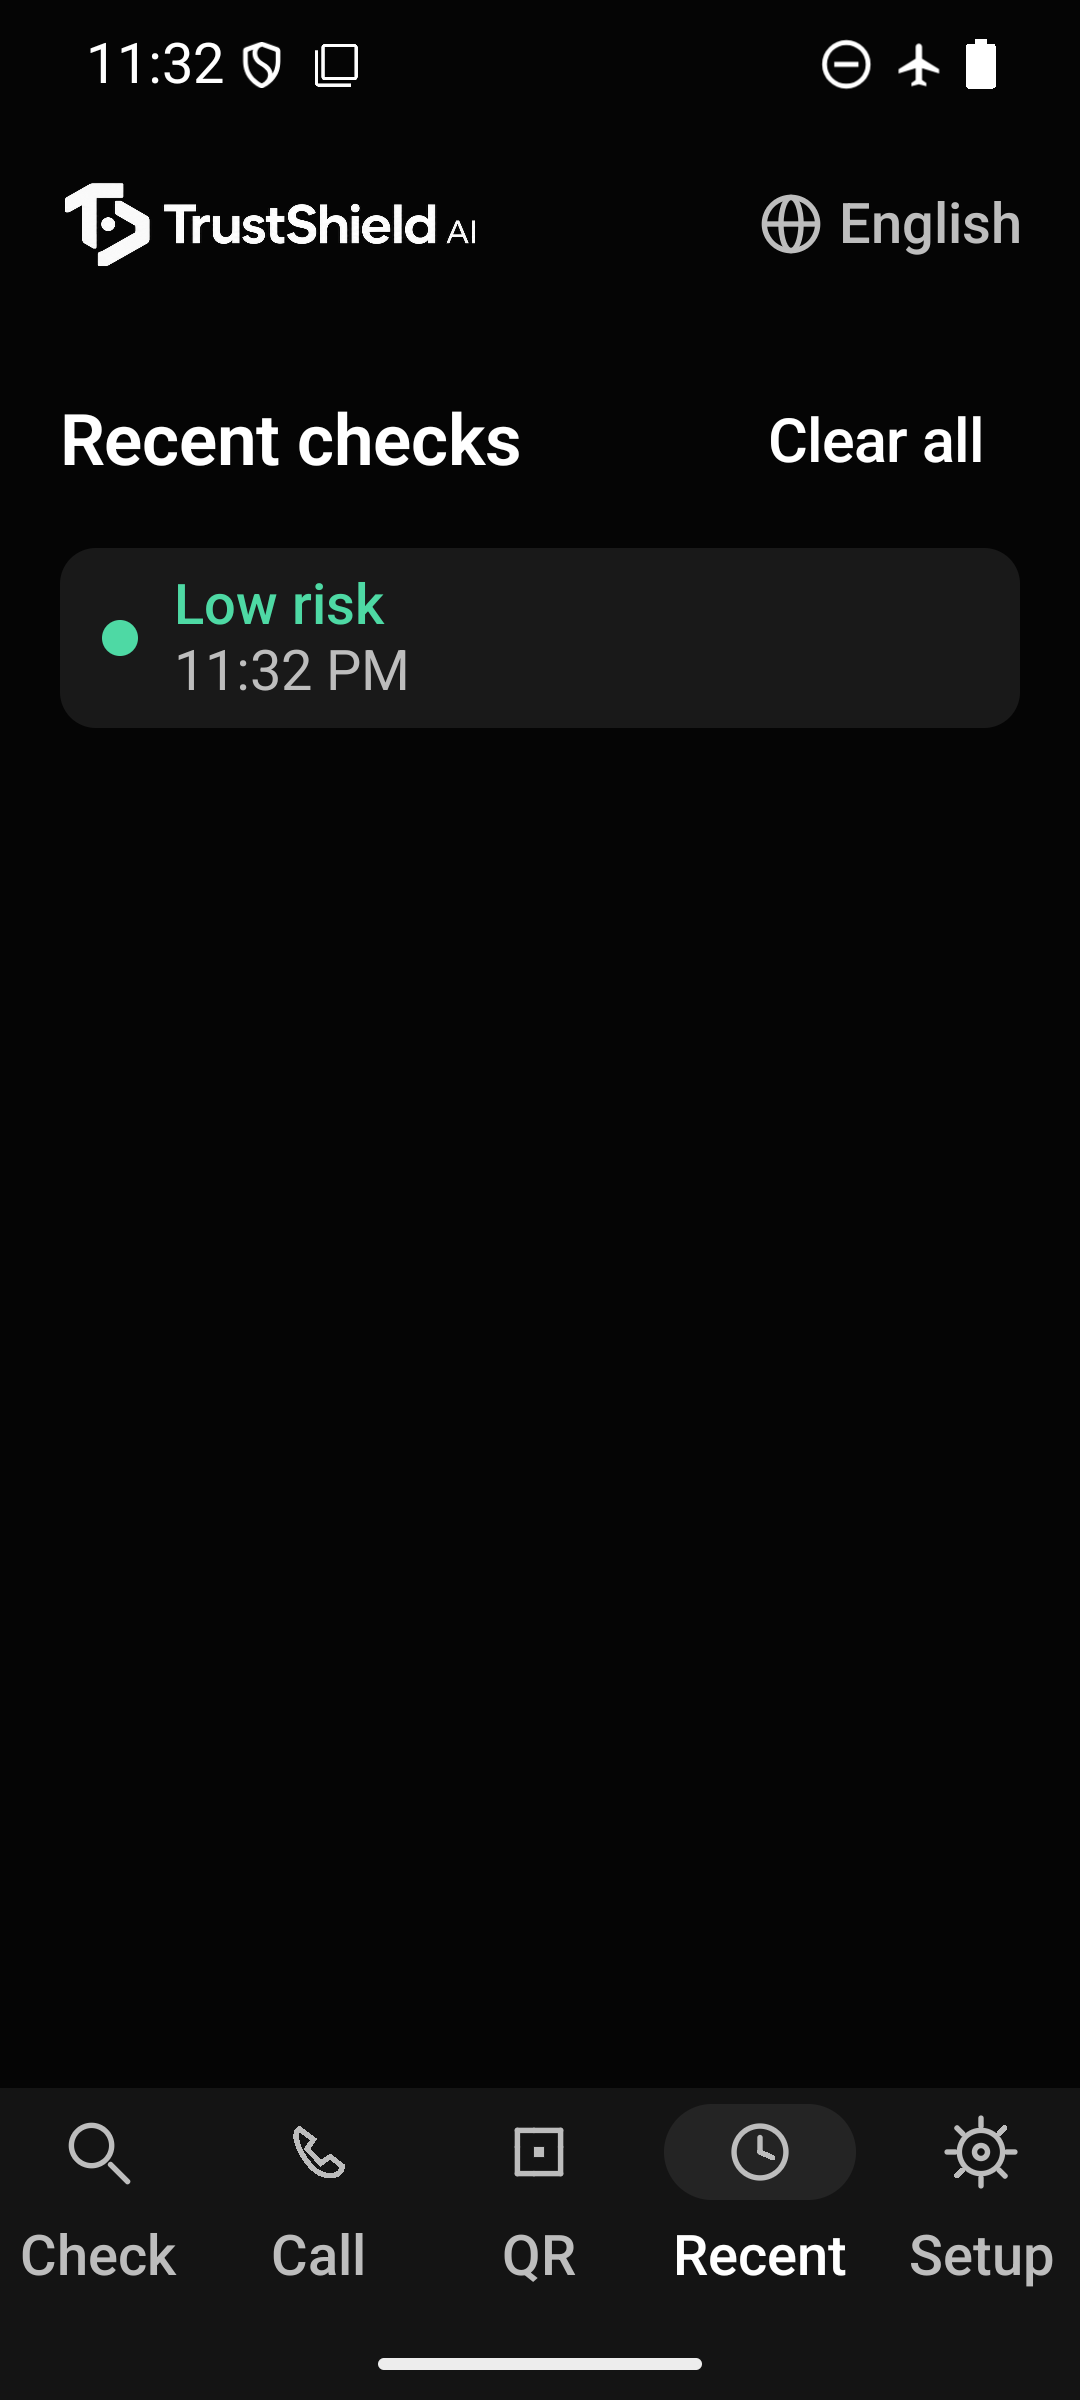 11:32
TrustShield AI
English
Recent checks
Clear all
Low risk
11:32 PM
Check
Call
QR
Recent
Setup